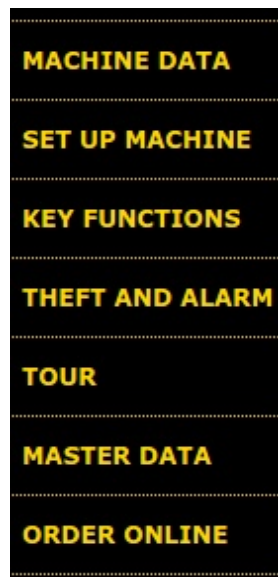 MACHINE DATA
SET UP MACHINE
KEY FUNCTIONS
THEFT AND ALARM
TOUR
MASTER DATA
ORDER ONLINE